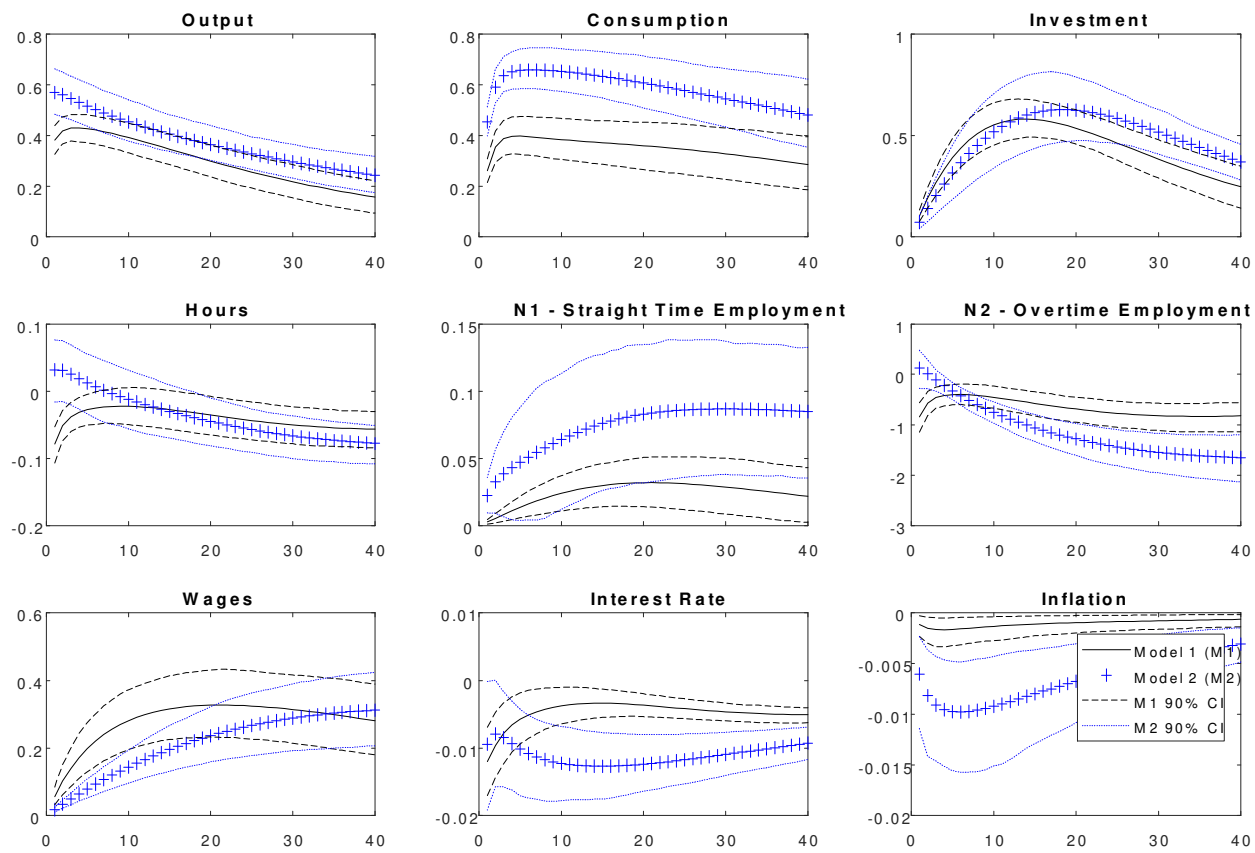 Output
0.8
0.6
0.4
0.2
0
0 10 20 30 40
Consumption
0.8
0.6
0.4
0.2
0
0 10 20 30 40
Investment
1
0.5
0
0 10 20 30 40
Hours
0.1
0
-0.1
-0.2
0 10 20 30 40
N1 - Straight Time Employment
0.15
0.1
0.05
0
0 10 20 30 40
N2 - Overtime Employment
1
0
-1
-2
-3
0 10 20 30 40
Wages
0.6
0.4
0.2
0
0 10 20 30 40
Interest Rate
0.01
0
-0.01
-0.02
0 10 20 30 40
Inflation
0
-0.005
-0.01
-0.015
-0.02
0 10 20 30 40
Model 1 (M1)
Model 2 (M2)
M1 90% CI
M2 90% CI